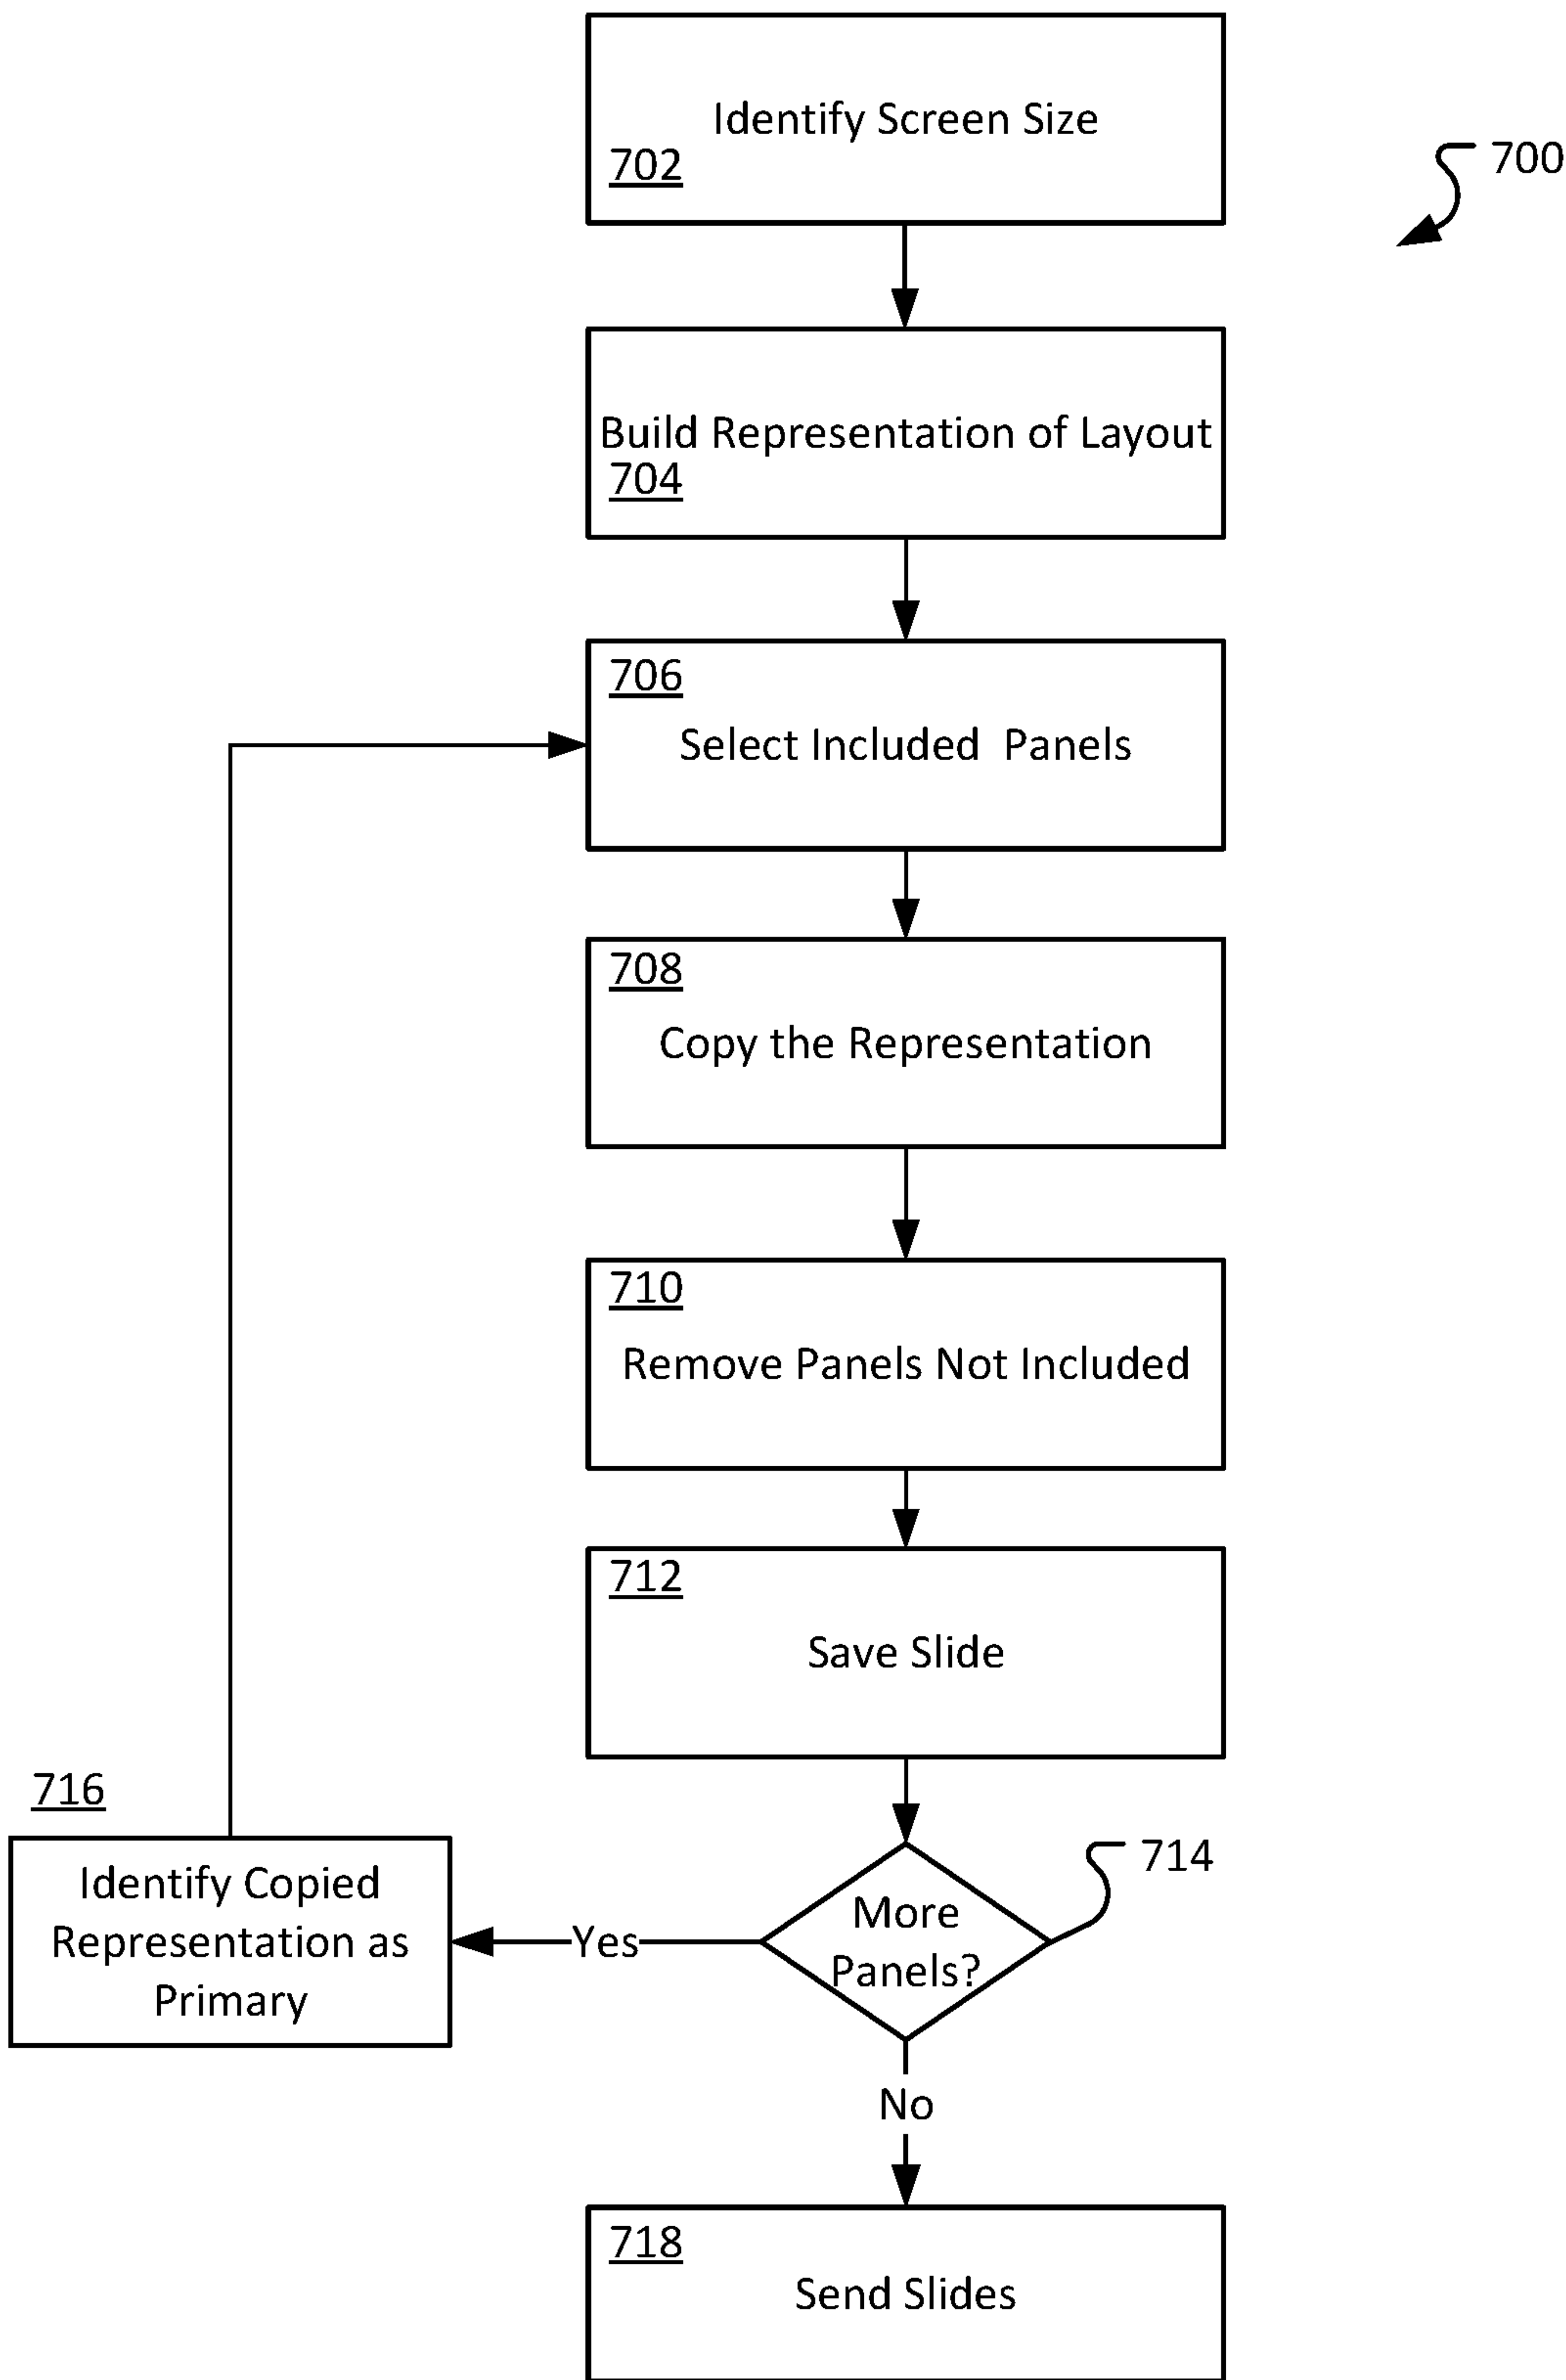 Identify Screen Size
702
700
Build Representation of Layout
704
706
Select Included Panels
708
Copy the Representation
710
Remove Panels Not Included
712
Save Slide
716
Identify Copied
Representation as
Primary
Yes
More
Panels?
714
No
718
Send Slides